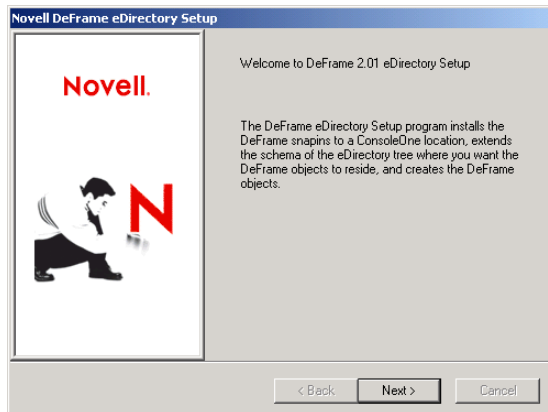 Novell DeFrame eDirectory Setup
Novell.
Welcome to DeFrame 2.01 eDirectory Setup
The DeFrame eDirectory Setup program installs the
DeFrame snapins to a ConsoleOne location, extends
the schema of the eDirectory tree where you want the
DeFrame objects to reside, and creates the DeFrame
objects.
N
< Back
Next >
Cancel